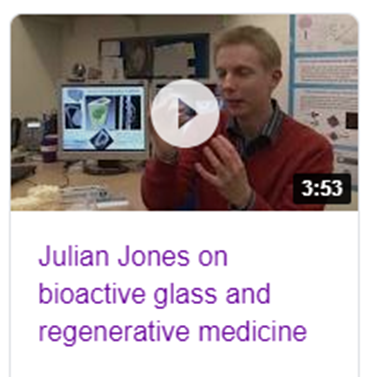 3:53
Julian Jones on
bioactive glass and
regenerative medicine